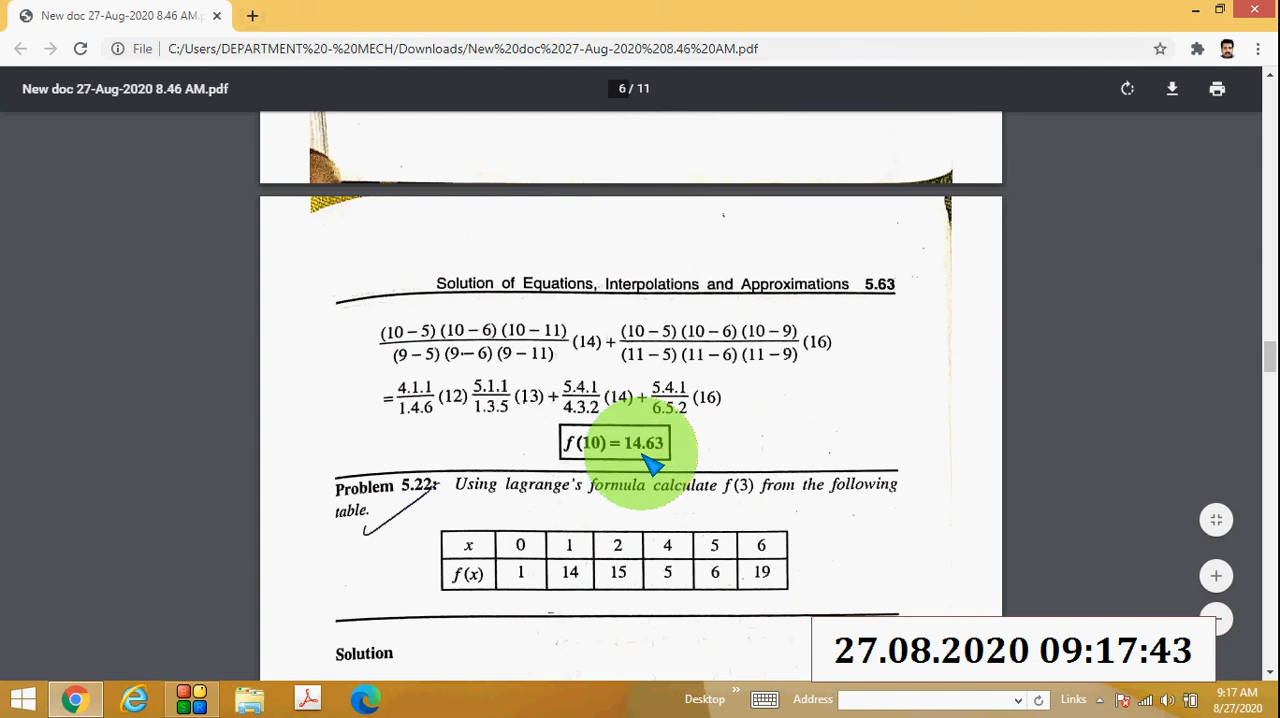 New doc 27-Aug-2020 8.46 AM.p
File C:/Users/DEPARTMENT%20-%20MECH/Downloads/New%20doc%2027-Aug-2020%208.46%20AM.pdf
New doc 27-Aug-2020 8.46 AM.pdf 6 / 11
Solution of Equations, Interpolations and Approximations 5.63
(10 – 5) (10 – 6) (10 – 11) / (9 – 5) (9 – 6) (9 – 11) (14) + (10 – 5) (10 – 6) (10 – 9) / (11 – 5) (11 – 6) (11 – 9) (16)
= 4.1.1 / 1.4.6 (12) 5.1.1 / 1.3.5 (13) + 5.4.1 / 4.3.2 (14) + 5.4.1 / 6.5.2 (16)
f (10) = 14.63
Problem 5.22: Using lagrange's formula calculate f (3) from the following
table.
x 0 1 2 4 5 6
f (x) 1 14 15 5 6 19
Solution
27.08.2020 09:17:43
Desktop » Address Links 9:17 AM
8/27/2020